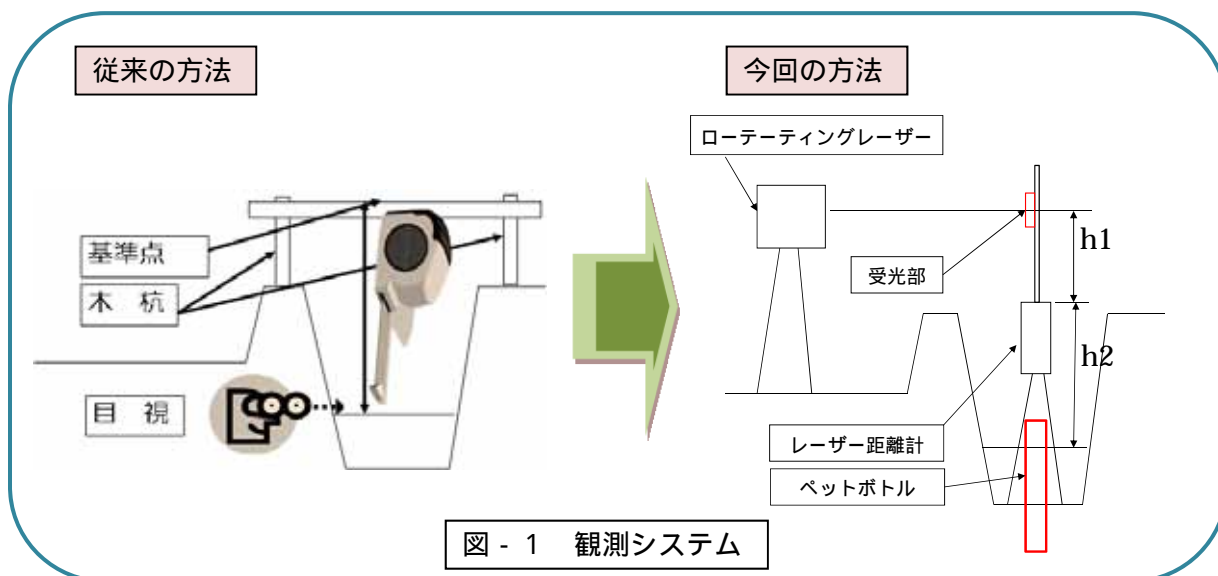 従来の方法
今回の方法
基準点
木 杭
目 視
ローテーティングレーザー
受光部
h1
h2
レーザー距離計
ペットボトル
図 - 1 観測システム